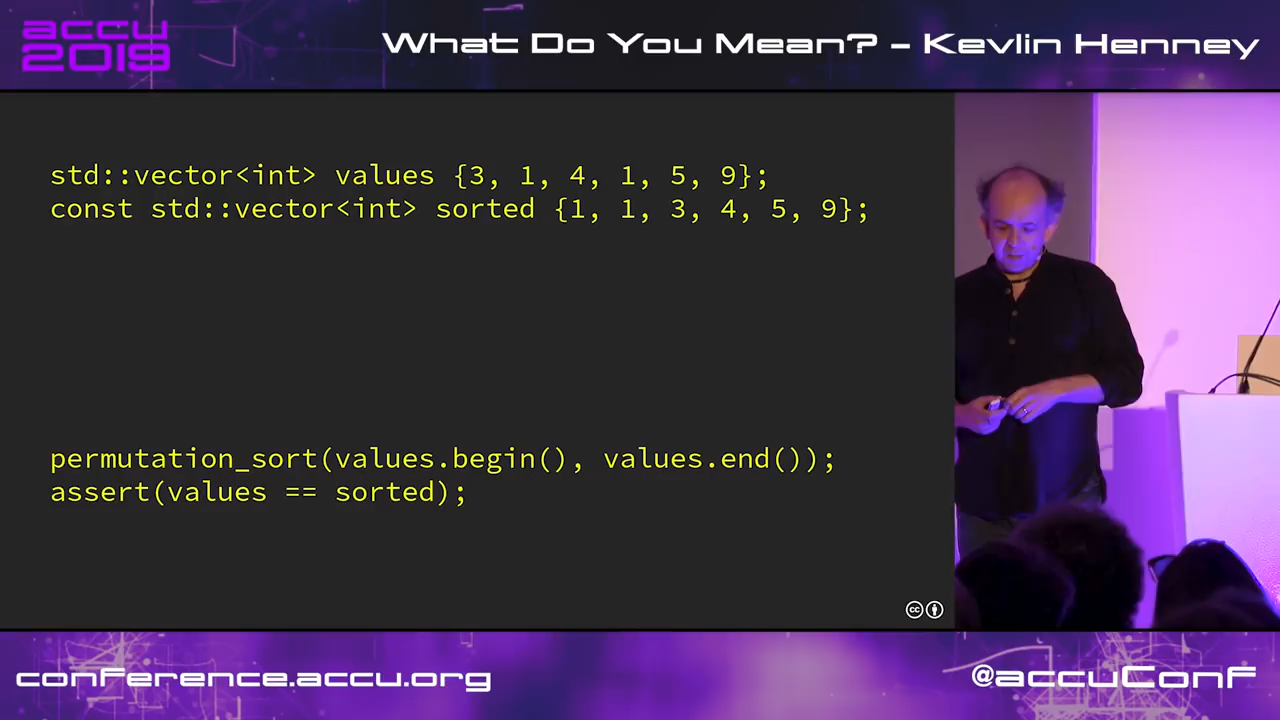 accu
2019
What Do You Mean? – Kevlin Henney
std::vector<int> values {3, 1, 4, 1, 5, 9};
const std::vector<int> sorted {1, 1, 3, 4, 5, 9};
permutation_sort(values.begin(), values.end());
assert(values == sorted);
cc
conference.accu.org
@accuConf